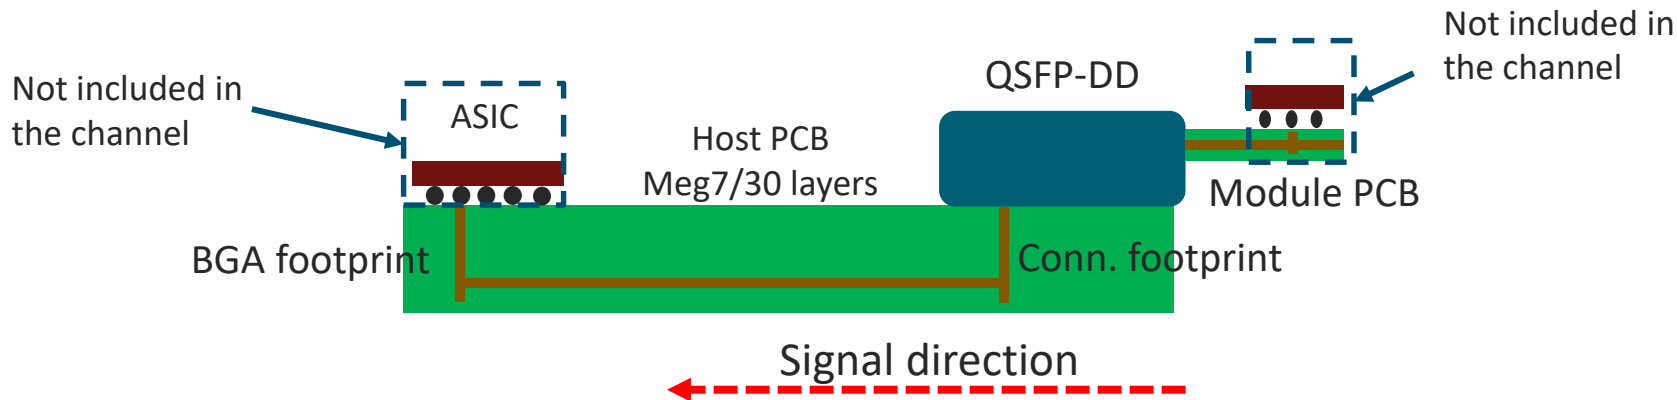 Not included in
the channel
ASIC
Host PCB
Meg7/30 layers
QSFP-DD
Not included in
the channel
Module PCB
BGA footprint
Conn. footprint
Signal direction